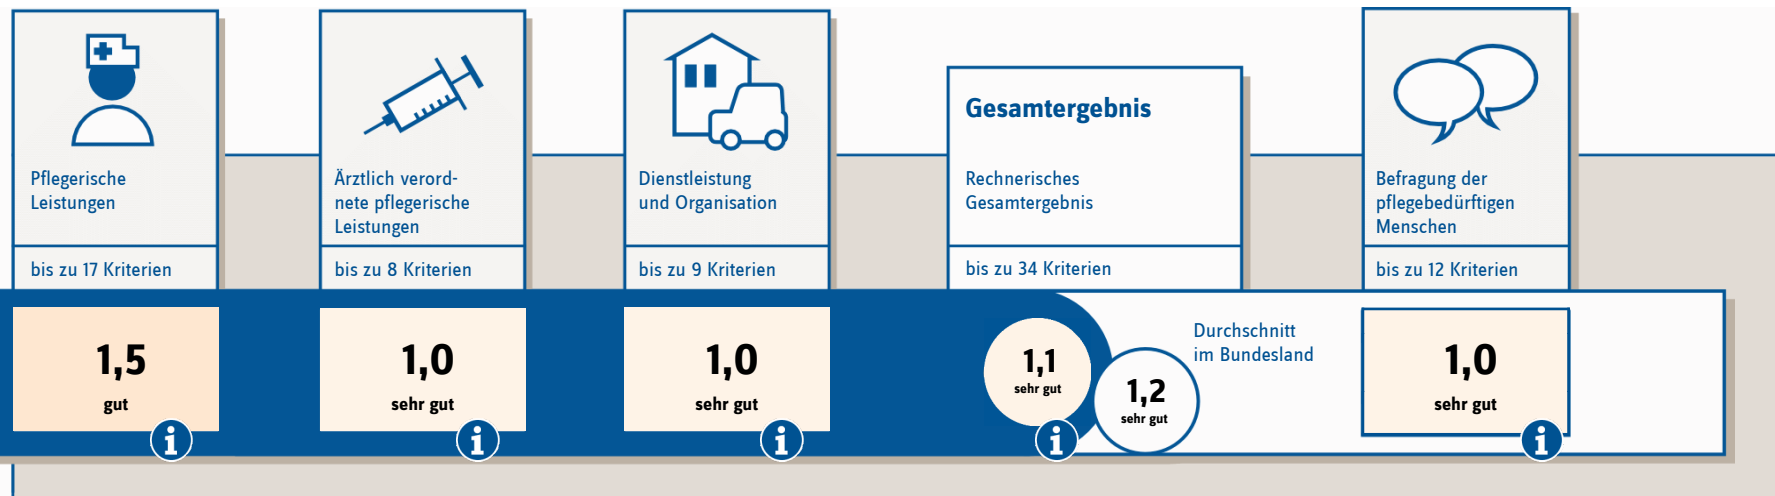 Pflegerische
Leistungen
bis zu 17 Kriterien
1,5
gut
Ärztlich verord-
nete pflegerische
Leistungen
bis zu 8 Kriterien
1,0
sehr gut
Dienstleistung
und Organisation
bis zu 9 Kriterien
1,0
sehr gut
Gesamtergebnis
Rechnerisches
Gesamtergebnis
bis zu 34 Kriterien
1,1
sehr gut
1,2
sehr gut
Durchschnitt
im Bundesland
Befragung der
pflegebedürftigen
Menschen
bis zu 12 Kriterien
1,0
sehr gut